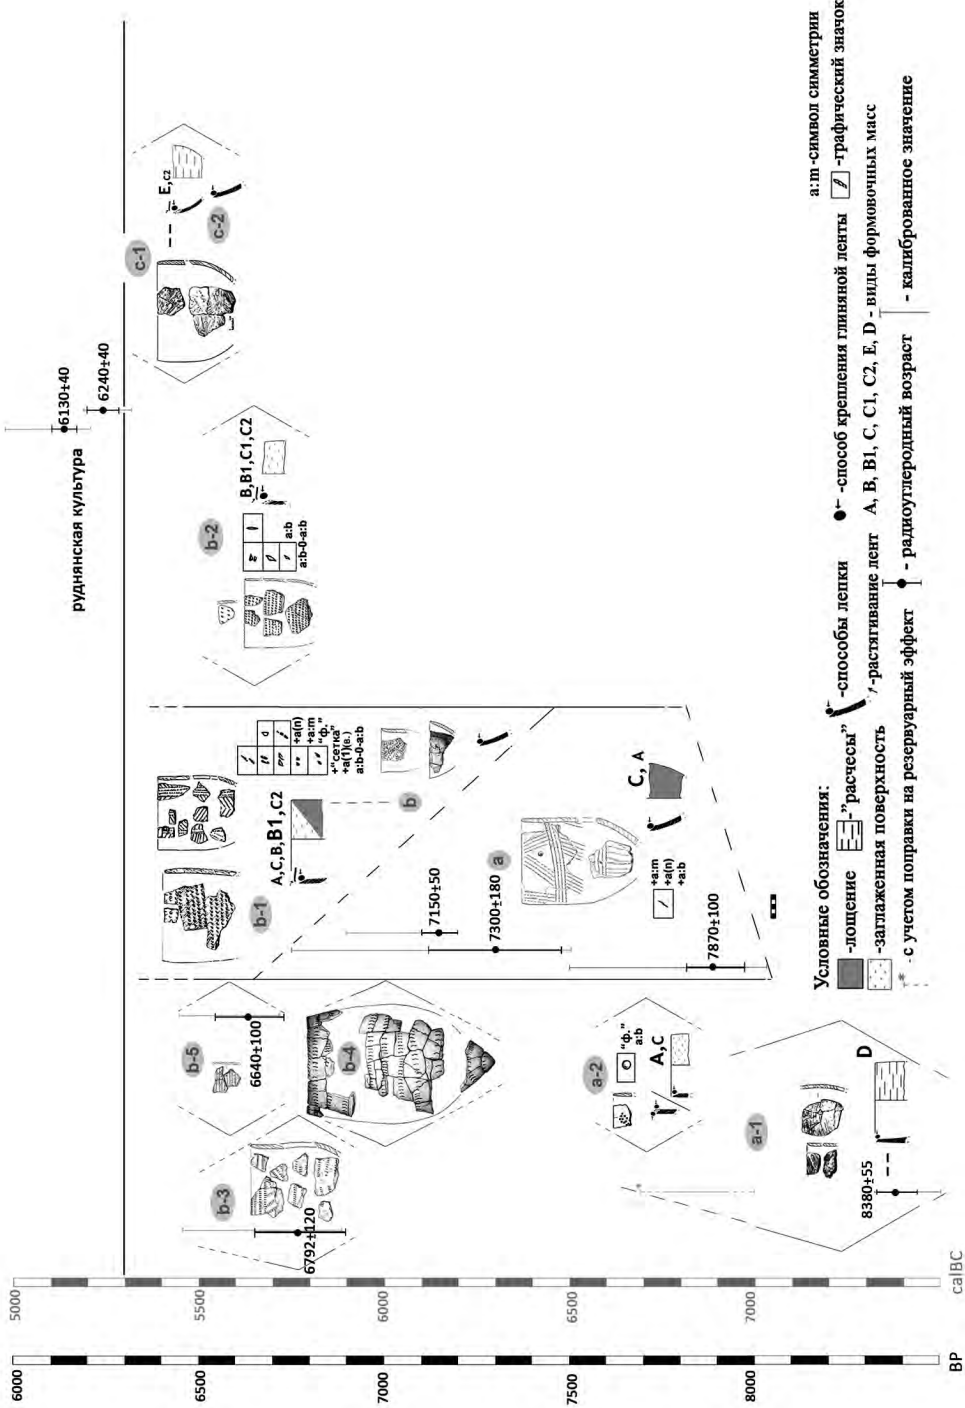 6000
6500
7000
7500
8000
BP
5000
5500
6000
6500
7000
calBC
руднянская культура
6130±40
6240±40
b-3
6792±120
b-5
6640±100
b-4
a-2
"ф."
a:b
A,C
a-1
8380±55
D
b-1
A,C,B,B1,C2
+a(n)
+a:m
"ф."
+"сетка"
+a(1)(в.)
a:b-0-a:b
b
7150±50
7300±180
7870±100
a
+a:m
+a(n)
+a:b
C, A
b-2
a:b
a:b-0-a:b
B,B1,C1,C2
c-1
E,C2
c-2
Условные обозначения:
-лощение
-"расчесы"
-способы лепки
-способ крепления глиняной ленты
a:m -символ симметрии
-графический значок
-заглаженная поверхность
-растягивание лент
A, B, B1, C, C1, C2, E, D - виды формовочных масс
- с учетом поправки на резервуарный эффект
- радиоуглеродный возраст
- калиброванное значение